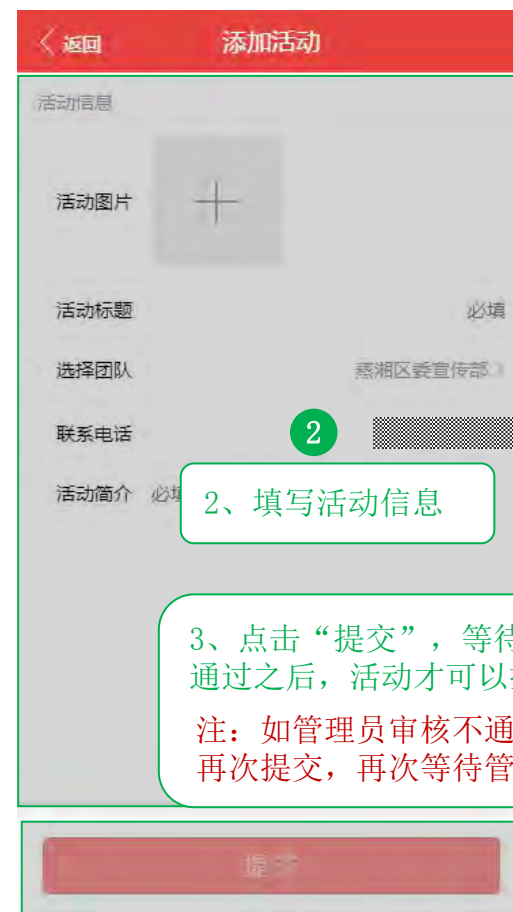 返回 添加活动
活动信息
活动图片
活动标题 必填
选择团队 蒸湘区委宣传部
联系电话
2
活动简介 必
2、填写活动信息
3、点击“提交”，等待
通过之后，活动才可以
注：如管理员审核不通
再次提交，再次等待管
提